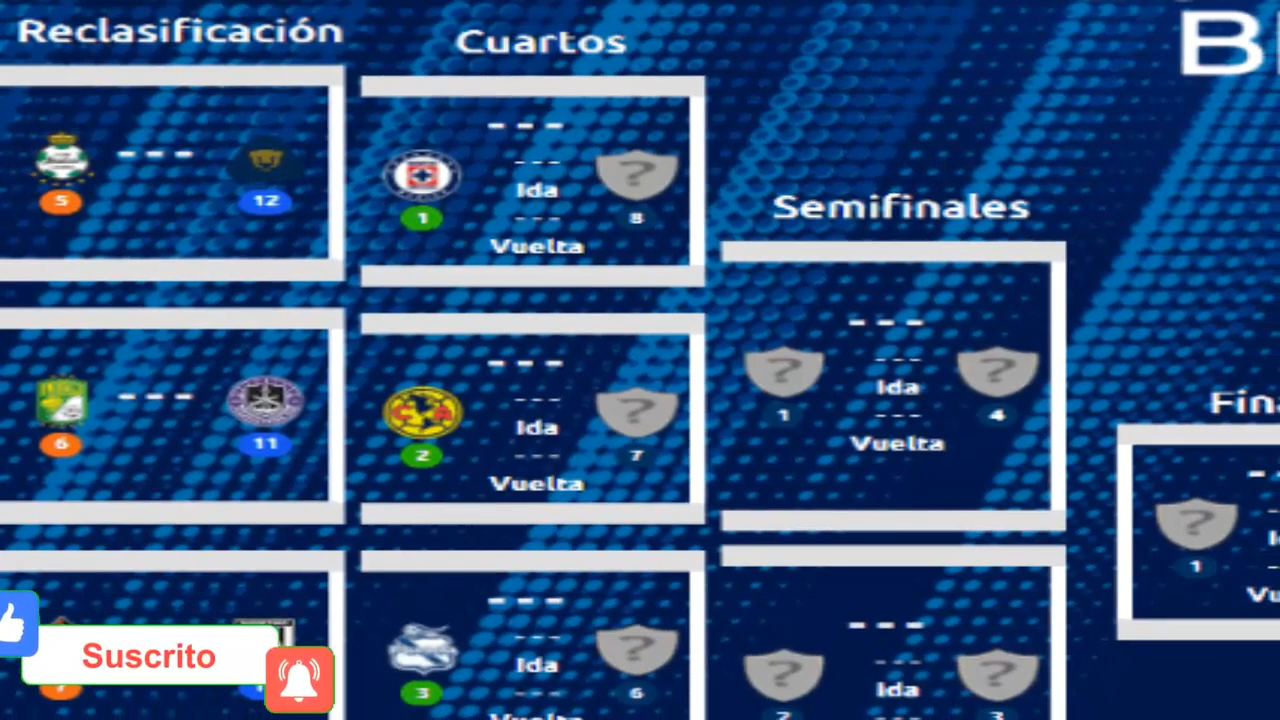 Reclasificación
Cuartos
Semifinales
5
12
1
8
Ida
Vuelta
6
11
2
7
Ida
Vuelta
1
4
Ida
Vuelta
1
3
6
Ida
Ida
Suscrito